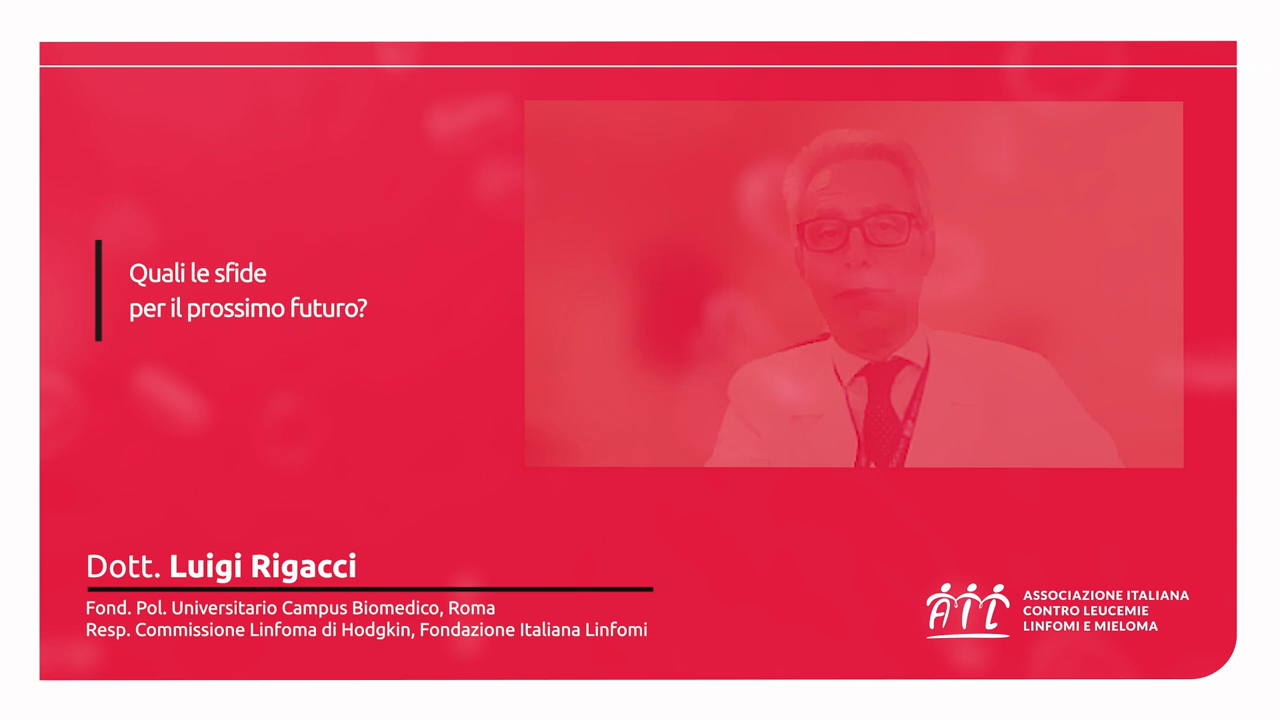 Quali le sfide
per il prossimo futuro?
Dott. Luigi Rigacci
Fond. Pol. Universitario Campus Biomedico, Roma
Resp. Commissione Linfoma di Hodgkin, Fondazione Italiana Linfomi
AIL
ASSOCIAZIONE ITALIANA
CONTRO LEUCEMIE
LINFOMI E MIELOMA